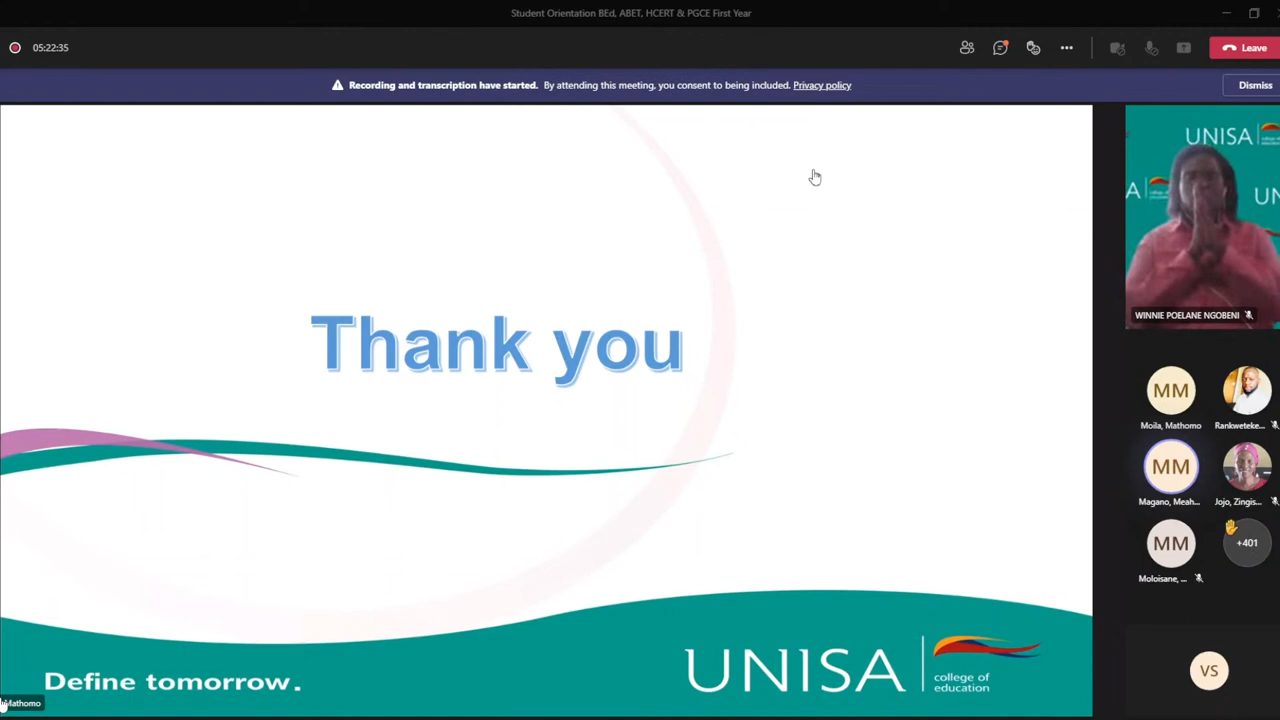 Student Orientation BEd, ABET, HCERT & PGCE First Year
05:22:35
Leave
Recording and transcription have started. By attending this meeting, you consent to being included. Privacy policy
Dismiss
UNISA
A
UN
WINNIE POELANE NGOBENI
Thank you
MM
Moila, Mathomo
Rankweteke...
MM
Magano, Meah...
Jojo, Zingis...
MM
Moloisane, ...
+401
VS
Define tomorrow.
UNISA
college of
education
Mathomo